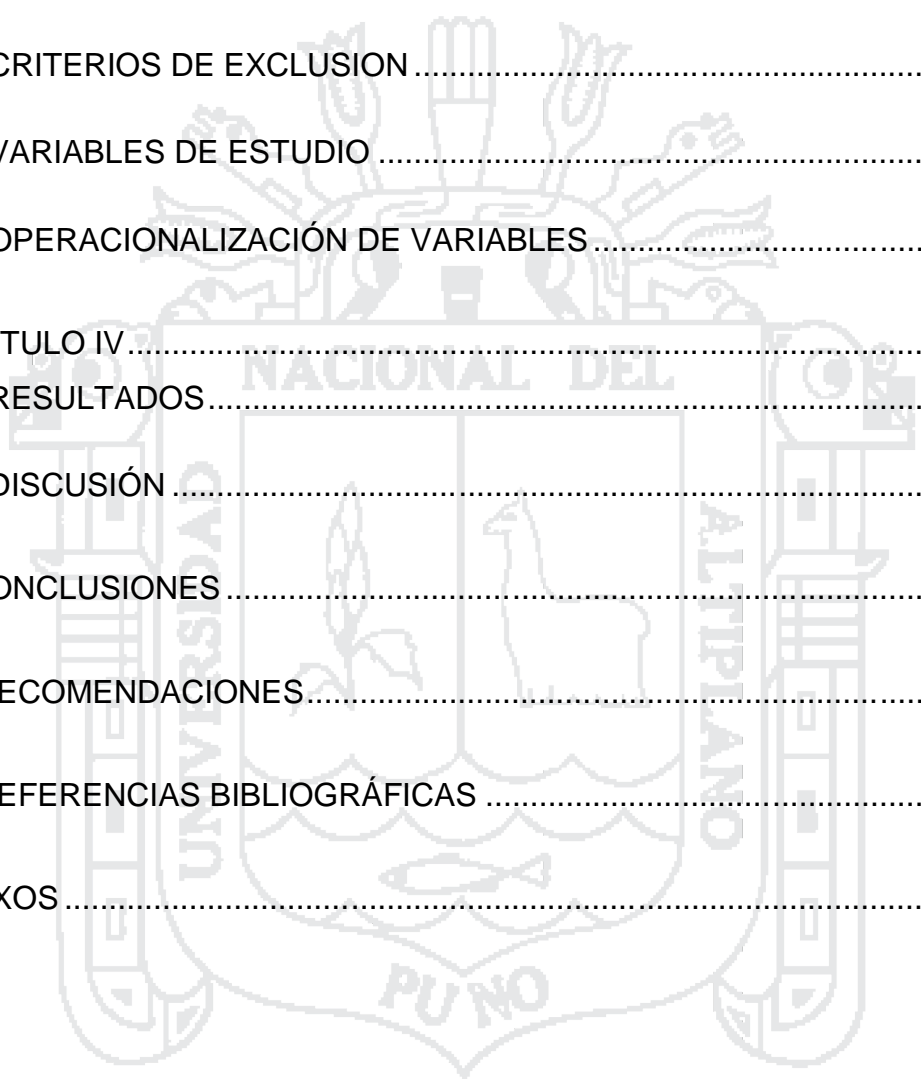 CRITERIOS DE EXCLUSION ........................................................
VARIABLES DE ESTUDIO ........................................................
OPERACIONALIZACIÓN DE VARIABLES ........................................................
TULO IV ........................................................
RESULTADOS ........................................................
DISCUSIÓN ........................................................
ONCLUSIONES ........................................................
ECOMENDACIONES ........................................................
EFERENCIAS BIBLIOGRÁFICAS ........................................................
XOS ........................................................
UNIVERSIDAD
NACIONAL DEL
ALTIPLANO
PUNO